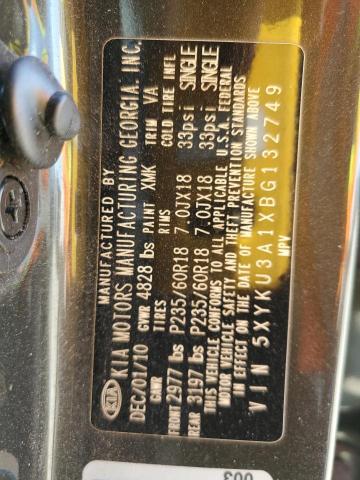 MANUFACTURED BY
KIA KIA MOTORS MANUFACTURING GEORGIA, INC.
DEC/01/10 GVWR 4828 lbs PAINT XMK TRIM VA
GAWR TIRES RIMS COLD TIRE INFL
FRONT 2977 lbs P235/60R18 7.0JX18 33psi SINGLE
REAR 3197 lbs P235/60R18 7.0JX18 33psi SINGLE
THIS VEHICLE CONFORMS TO ALL APPLICABLE U.S.A. FEDERAL
MOTOR VEHICLE SAFETY AND THEFT PREVENTION STANDARDS
IN EFFECT ON THE DATE OF MANUFACTURE SHOWN ABOVE
VIN 5XYKU3A1XBG132749
MPV
003